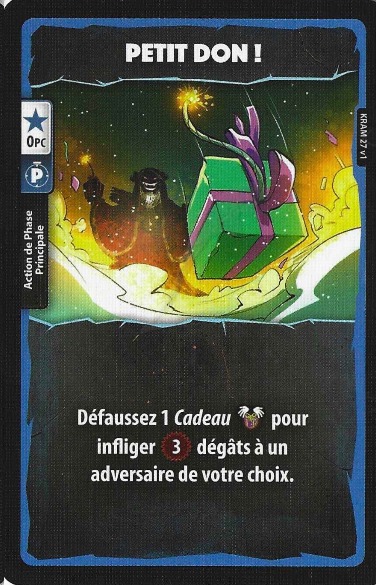 PETIT DON !
0PC
P
Action de Phase
Principale
KRAM 27 v1
Défaussez 1 Cadeau pour
infliger 3 dégâts à un
adversaire de votre choix.